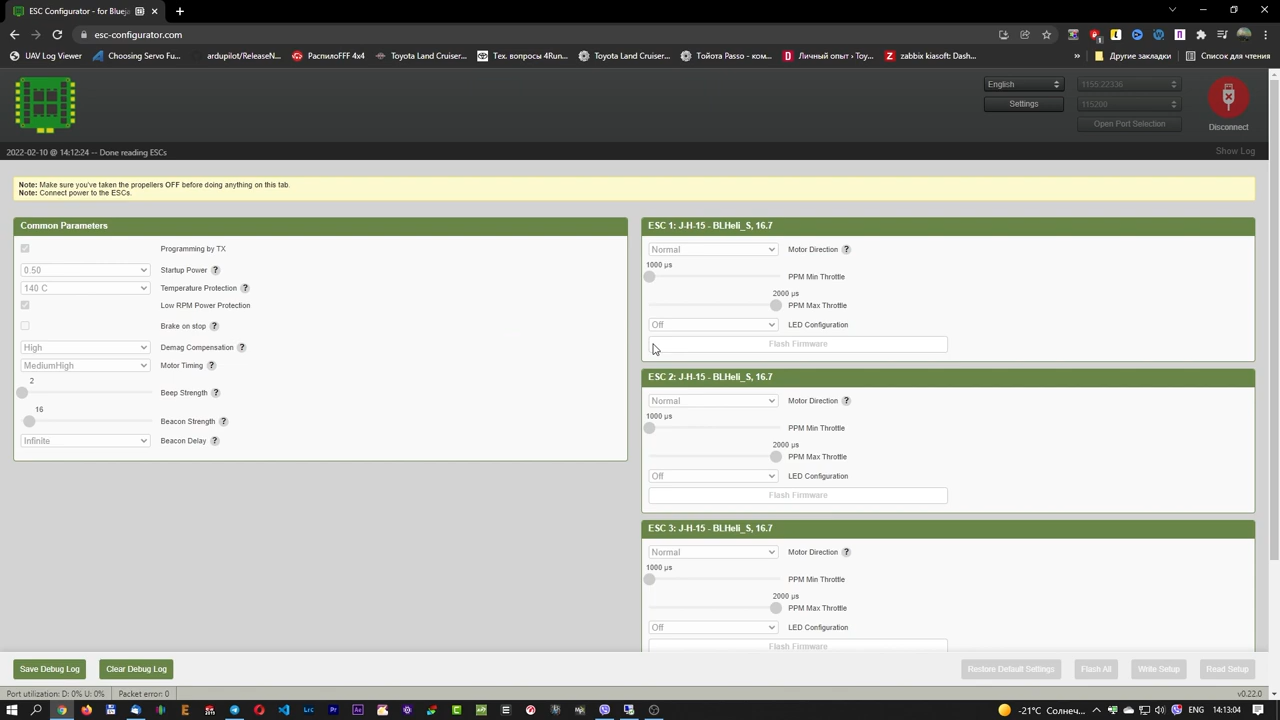 ESC Configurator - for Bluejay
esc-configurator.com
UAV Log Viewer
Choosing Servo Fu...
ardupilot/ReleaseN...
РаспилFFF 4x4
Toyota Land Cruiser...
Тех. вопросы 4Run...
Toyota Land Cruiser...
Тойота Прадо - ком...
Личный опыт - Toy...
zabbix kiasoft: Dash...
»
Другие закладки
Список для чтения
English
1155:22336
Settings
115200
Open Port Selection
Disconnect
2022-02-10 @ 14:12:24 -- Done reading ESCs
Show Log
Note: Make sure you've taken the propellers OFF before doing anything on this tab.
Note: Connect power to the ESCs.
Common Parameters
Programming by TX
0.50
Startup Power ?
140 C
Temperature Protection ?
Low RPM Power Protection
Brake on stop ?
High
Demag Compensation ?
MediumHigh
Motor Timing ?
2
Beep Strength ?
16
Beacon Strength ?
Infinite
Beacon Delay ?
ESC 1: J-H-15 - BLHeli_S, 16.7
Normal
Motor Direction ?
1000 µs
PPM Min Throttle
2000 µs
PPM Max Throttle
Off
LED Configuration
Flash Firmware
ESC 2: J-H-15 - BLHeli_S, 16.7
Normal
Motor Direction ?
1000 µs
PPM Min Throttle
2000 µs
PPM Max Throttle
Off
LED Configuration
Flash Firmware
ESC 3: J-H-15 - BLHeli_S, 16.7
Normal
Motor Direction ?
1000 µs
PPM Min Throttle
2000 µs
PPM Max Throttle
Off
LED Configuration
Flash Firmware
Save Debug Log
Clear Debug Log
Restore Default Settings
Flash All
Write Setup
Read Setup
Port utilization: D: 0% U: 0%
Packet error: 0
v0.22.0
-21°C Солнечно
14:13:04